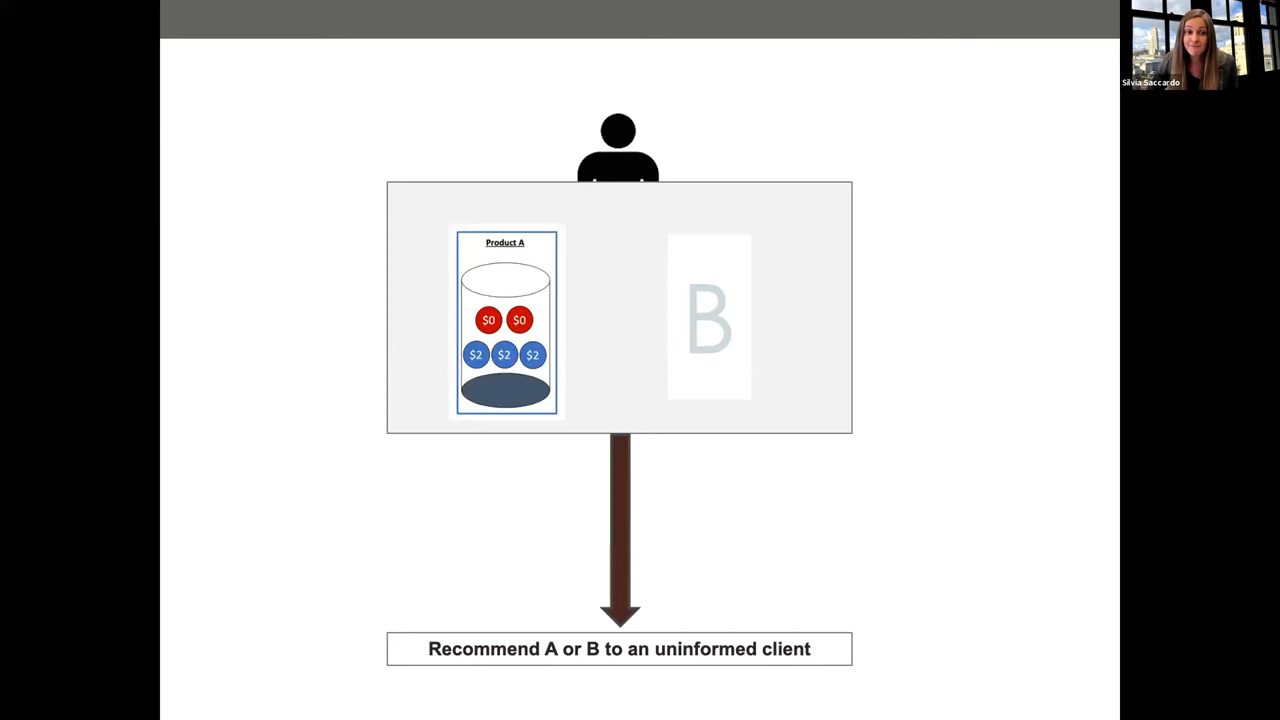 Silvia Saccardo
Product A
$0 $0
$2 $2 $2
B
Recommend A or B to an uninformed client